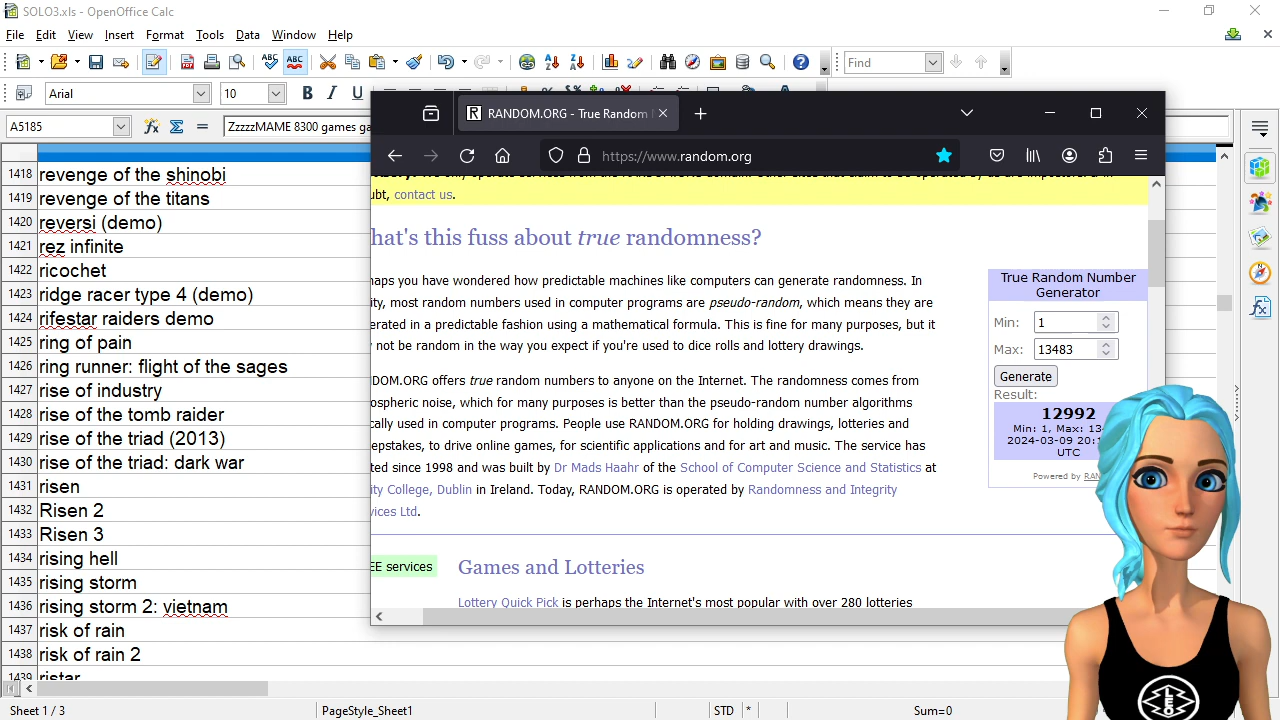 SOLO3.xls - OpenOffice Calc
File Edit View Insert Format Tools Data Window Help
Find
Arial 10 B I U
A5185 ZzzzzMAME 8300 games ga
1418 revenge of the shinobi
1419 revenge of the titans
1420 reversi (demo)
1421 rez infinite
1422 ricochet
1423 ridge racer type 4 (demo)
1424 rifestar raiders demo
1425 ring of pain
1426 ring runner: flight of the sages
1427 rise of industry
1428 rise of the tomb raider
1429 rise of the triad (2013)
1430 rise of the triad: dark war
1431 risen
1432 Risen 2
1433 Risen 3
1434 rising hell
1435 rising storm
1436 rising storm 2: vietnam
1437 risk of rain
1438 risk of rain 2
1439 ristar
Sheet 1 / 3 PageStyle_Sheet1 STD * Sum=0
RANDOM.ORG - True Random
https://www.random.org
ubt, contact us.
hat's this fuss about true randomness?
haps you have wondered how predictable machines like computers can generate randomness. In
ity, most random numbers used in computer programs are pseudo-random, which means they are
erated in a predictable fashion using a mathematical formula. This is fine for many purposes, but it
y not be random in the way you expect if you're used to dice rolls and lottery drawings.
DOM.ORG offers true random numbers to anyone on the Internet. The randomness comes from
ospheric noise, which for many purposes is better than the pseudo-random number algorithms
cally used in computer programs. People use RANDOM.ORG for holding drawings, lotteries and
epstakes, to drive online games, for scientific applications and for art and music. The service has
ted since 1998 and was built by Dr Mads Haahr of the School of Computer Science and Statistics at
ity College, Dublin in Ireland. Today, RANDOM.ORG is operated by Randomness and Integrity
vices Ltd.
EE services
Games and Lotteries
Lottery Quick Pick is perhaps the Internet's most popular with over 280 lotteries
True Random Number
Generator
Min: 1
Max: 13483
Generate
Result:
12992
Min: 1, Max: 13
2024-03-09 20:1
UTC
Powered by RAN
LEO